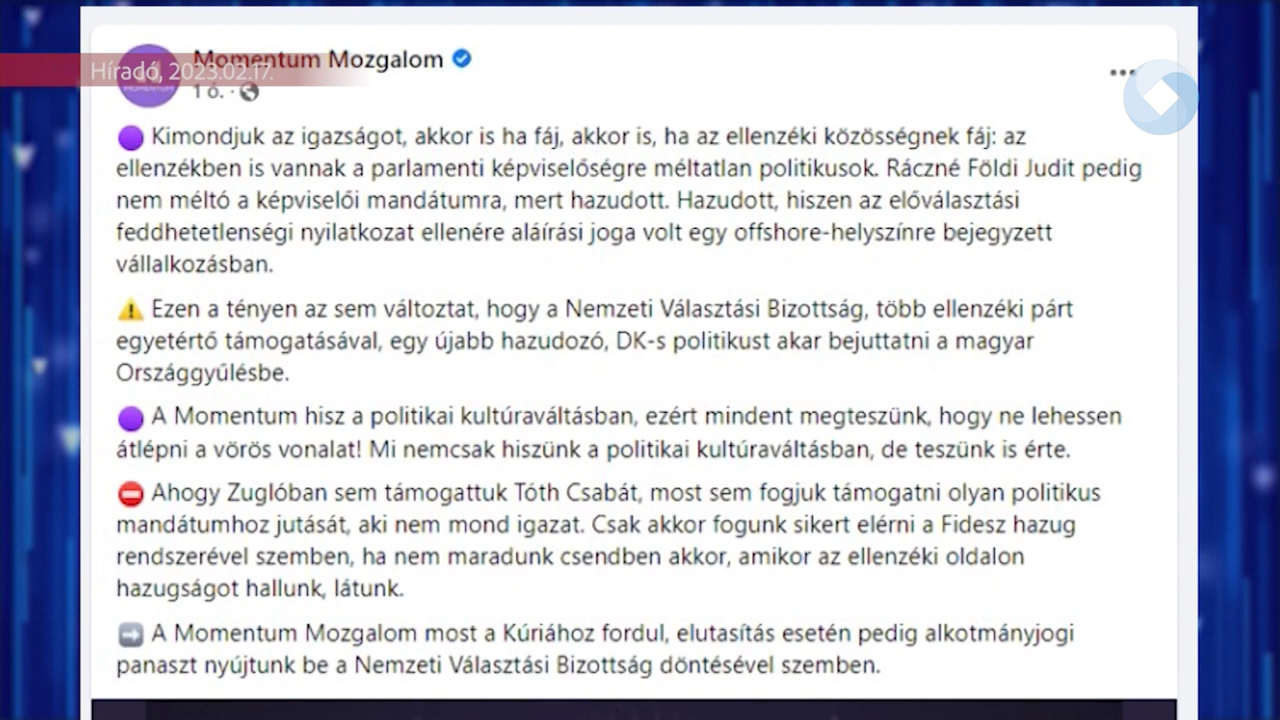 Momentum Mozgalom
Híradó, 2023.02.17.
1 ó.
Kimondjuk az igazságot, akkor is ha fáj, akkor is, ha az ellenzéki közösségnek fáj: az
ellenzékben is vannak a parlamenti képviselőségre méltatlan politikusok. Ráczné Földi Judit pedig
nem méltó a képviselői mandátumra, mert hazudott. Hazudott, hiszen az előválasztási
feddhetetlenségi nyilatkozat ellenére aláírási joga volt egy offshore-helyszínre bejegyzett
vállalkozásban.
Ezen a tényen az sem változtat, hogy a Nemzeti Választási Bizottság, több ellenzéki párt
egyetértő támogatásával, egy újabb hazudozó, DK-s politikust akar bejuttatni a magyar
Országgyűlésbe.
A Momentum hisz a politikai kultúraváltásban, ezért mindent megteszünk, hogy ne lehessen
átlépni a vörös vonalat! Mi nemcsak hiszünk a politikai kultúraváltásban, de teszünk is érte.
Ahogy Zuglóban sem támogattuk Tóth Csabát, most sem fogjuk támogatni olyan politikus
mandátumhoz jutását, aki nem mond igazat. Csak akkor fogunk sikert elérni a Fidesz hazug
rendszerével szemben, ha nem maradunk csendben akkor, amikor az ellenzéki oldalon
hazugságot hallunk, látunk.
A Momentum Mozgalom most a Kúriához fordul, elutasítás esetén pedig alkotmányjogi
panaszt nyújtunk be a Nemzeti Választási Bizottság döntésével szemben.